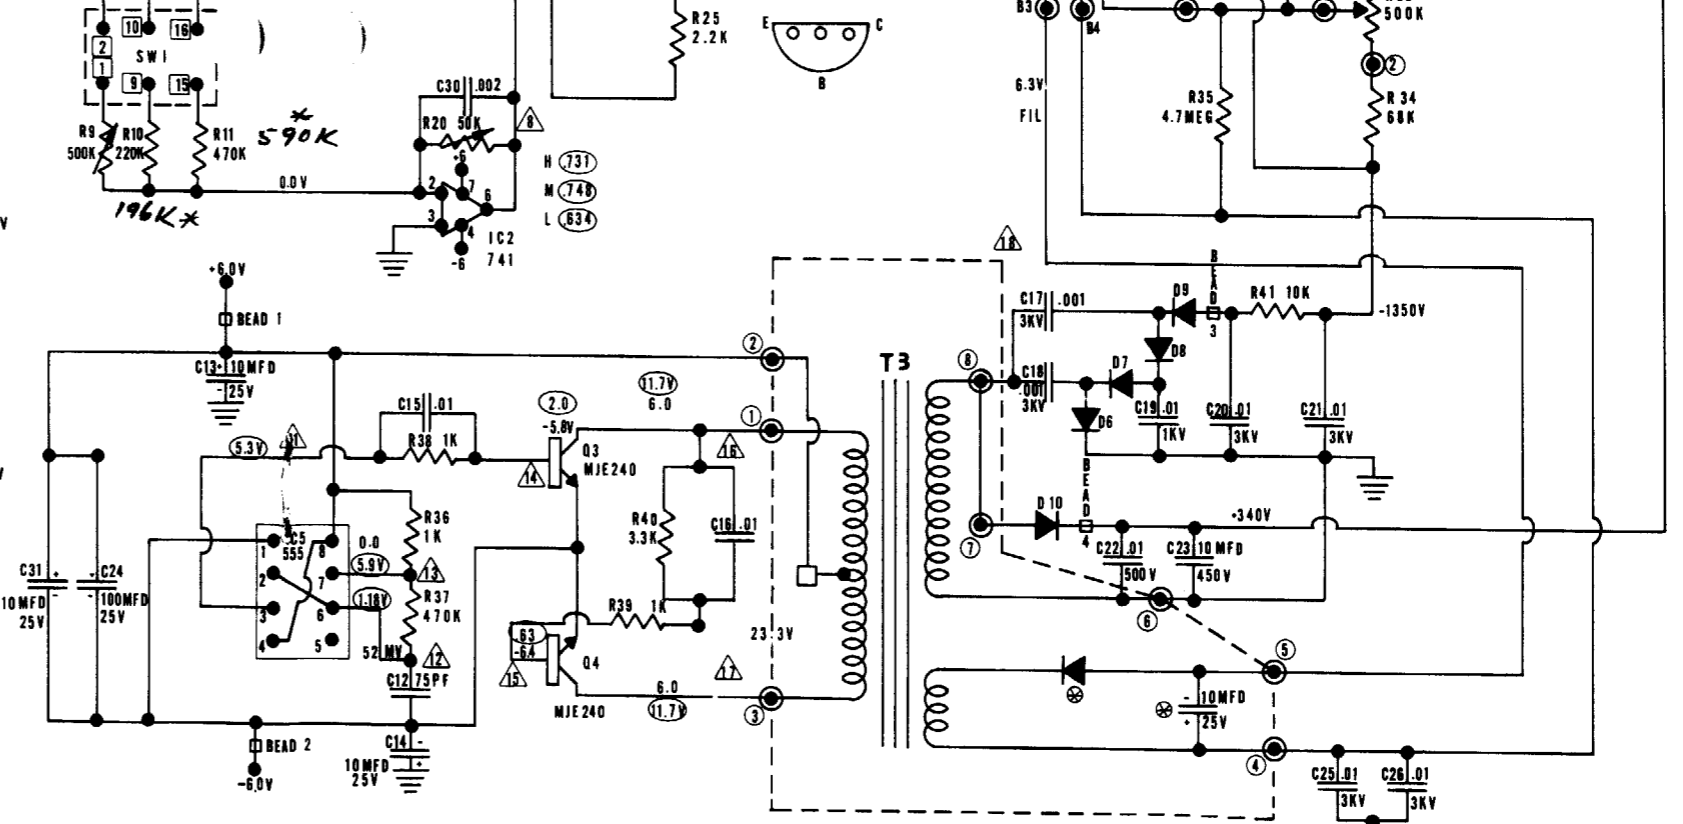 10
16
2
SW1
1
9
15
R9
500K
R10
220K
R11
470K
*
590K
196K*
0.0V
C30 .002
R20 50K
8
+6
2
7
6
3
4
-6
IC2
741
H .731
M .748
L .634
R25
2.2K
E
C
B
B3
B4
500K
2
6.3V
FIL
R35
4.7MEG
R34
68K
V
+6.0V
BEAD 1
C13 + 10MFD
- 25V
5.3V
11
C15 .01
R38 1K
14
2.0
-5.8V
Q3
MJE240
11.7V
6.0
2
1
16
R40
3.3K
C16 .01
R36
1K
C5
555
1
8
0.0
5.9V
13
2
7
1.18V
R37
470K
3
6
4
5
52 MV
12
C12 75PF
C31 +
-
10MFD
25V
C24
-
100MFD
25V
R39 1K
.63
-6.4
15
Q4
MJE240
23.3V
17
6.0
11.7V
3
BEAD 2
-6.0V
C14 -
+
10MFD
25V
T3
18
BEAD 3
C17 .001
3KV
D9
R41 10K
-1350V
8
C18
.001
3KV
D7
D8
D6
C19 .01
1KV
C20 .01
3KV
C21 .01
3KV
BEAD 4
D10
+340V
7
C22 .01
500V
C23 10MFD
450V
6
5
- 10MFD
+ 25V
4
C25 .01
3KV
C26 .01
3KV